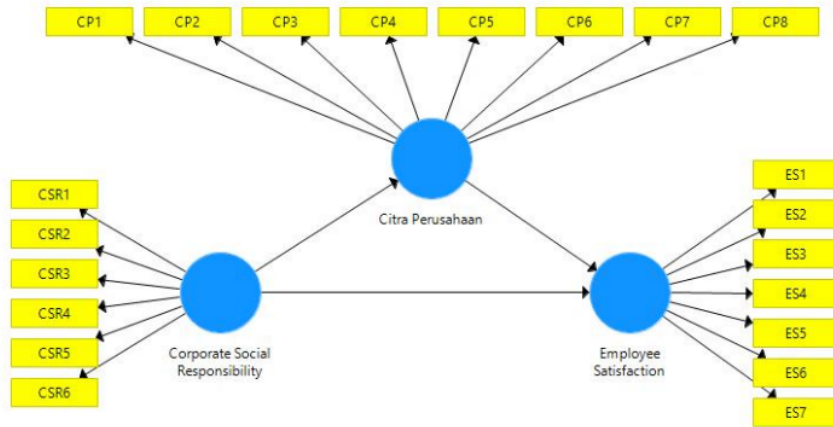 CP1
CP2
CP3
CP4
CP5
CP6
CP7
CP8
Citra Perusahaan
CSR1
CSR2
CSR3
CSR4
CSR5
CSR6
Corporate Social
Responsibility
ES1
ES2
ES3
ES4
ES5
ES6
ES7
Employee
Satisfaction